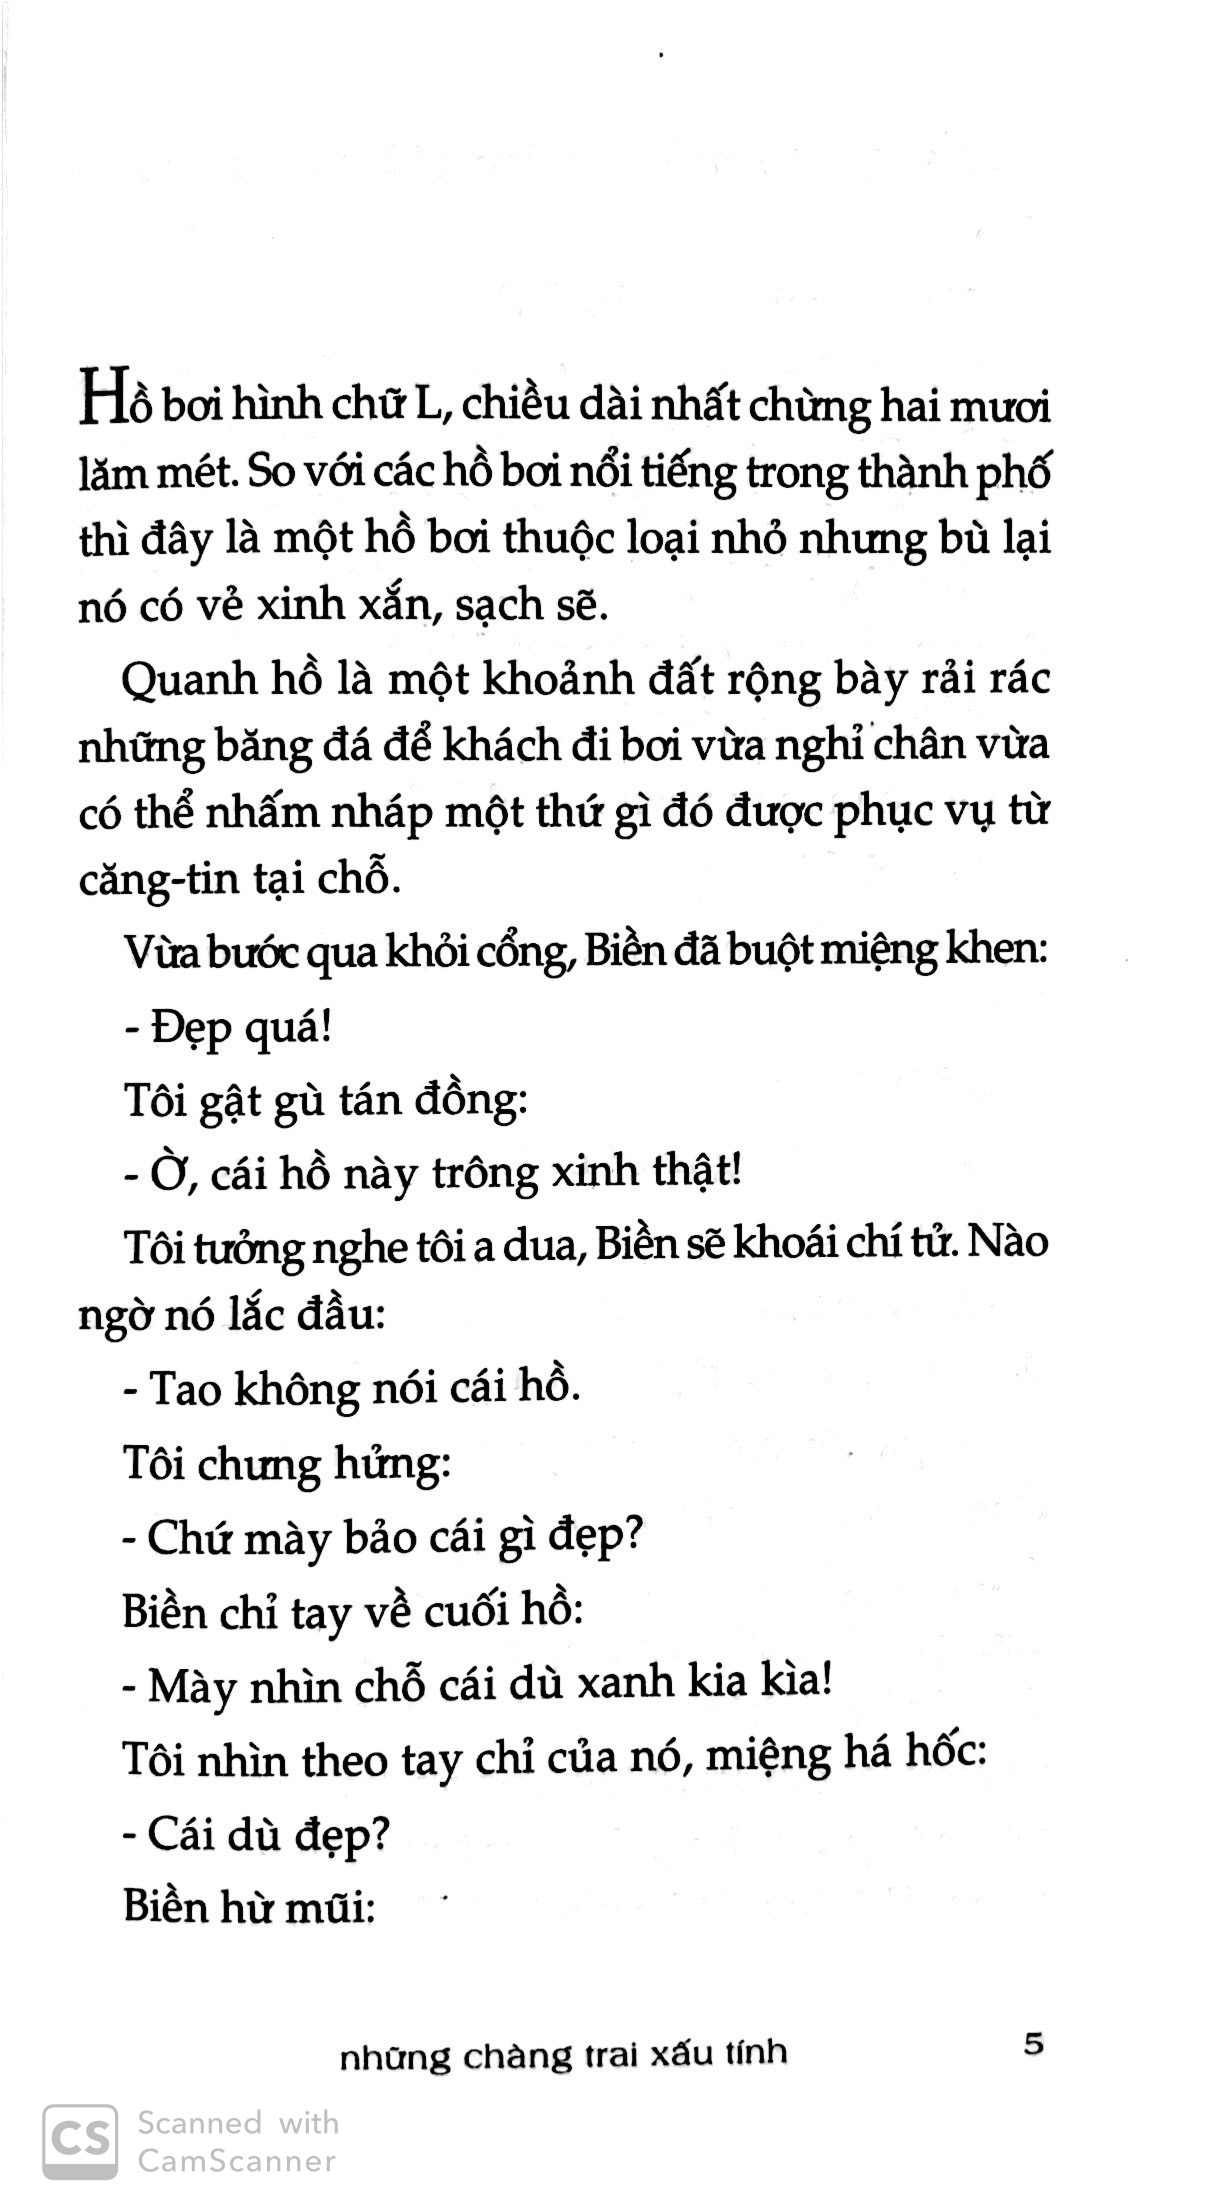 Hồ bơi hình chữ L, chiều dài nhất chừng hai mươi
lăm mét. So với các hồ bơi nổi tiếng trong thành phố
thì đây là một hồ bơi thuộc loại nhỏ nhưng bù lại
nó có vẻ xinh xắn, sạch sẽ.
Quanh hồ là một khoảnh đất rộng bày rải rác
những băng đá để khách đi bơi vừa nghỉ chân vừa
có thể nhấm nháp một thứ gì đó được phục vụ từ
căng-tin tại chỗ.
Vừa bước qua khỏi cổng, Biền đã buột miệng khen:
- Đẹp quá!
Tôi gật gù tán đồng:
- Ờ, cái hồ này trông xinh thật!
Tôi tưởng nghe tôi a dua, Biền sẽ khoái chí tử. Nào
ngờ nó lắc đầu:
- Tao không nói cái hồ.
Tôi chưng hửng:
- Chứ mày bảo cái gì đẹp?
Biền chỉ tay về cuối hồ:
- Mày nhìn chỗ cái dù xanh kia kìa!
Tôi nhìn theo tay chỉ của nó, miệng há hốc:
- Cái dù đẹp?
Biền hừ mũi:
những chàng trai xấu tính 5
CS Scanned with
CamScanner